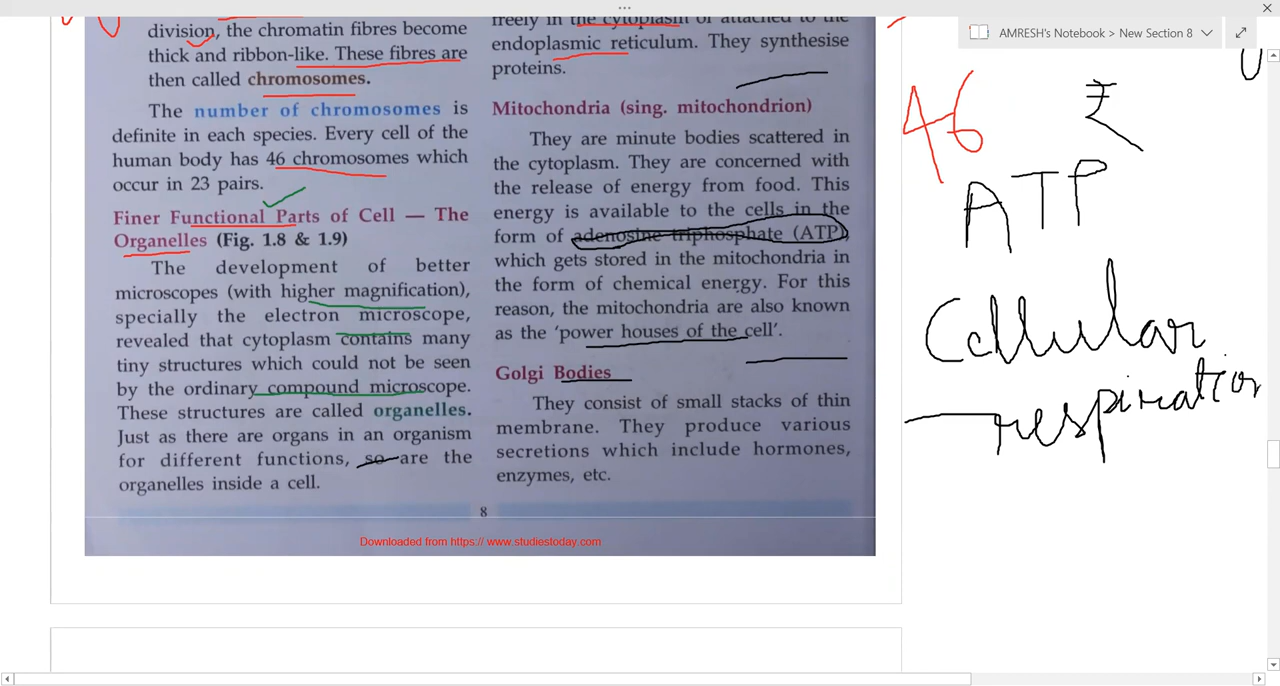 AMRESH's Notebook > New Section 8
division, the chromatin fibres become
thick and ribbon-like. These fibres are
then called chromosomes.
The number of chromosomes is
definite in each species. Every cell of the
human body has 46 chromosomes which
occur in 23 pairs.
Finer Functional Parts of Cell — The
Organelles (Fig. 1.8 & 1.9)
The development of better
microscopes (with higher magnification),
specially the electron microscope,
revealed that cytoplasm contains many
tiny structures which could not be seen
by the ordinary compound microscope.
These structures are called organelles.
Just as there are organs in an organism
for different functions, so are the
organelles inside a cell.
freely in the cytoplasm or attached to the
endoplasmic reticulum. They synthesise
proteins.
Mitochondria (sing. mitochondrion)
They are minute bodies scattered in
the cytoplasm. They are concerned with
the release of energy from food. This
energy is available to the cells in the
form of adenosine triphosphate (ATP),
which gets stored in the mitochondria in
the form of chemical energy. For this
reason, the mitochondria are also known
as the ‘power houses of the cell’.
Golgi Bodies
They consist of small stacks of thin
membrane. They produce various
secretions which include hormones,
enzymes, etc.
8
Downloaded from https:// www.studiestoday.com
46
₹
ATP
Cellular
respiration